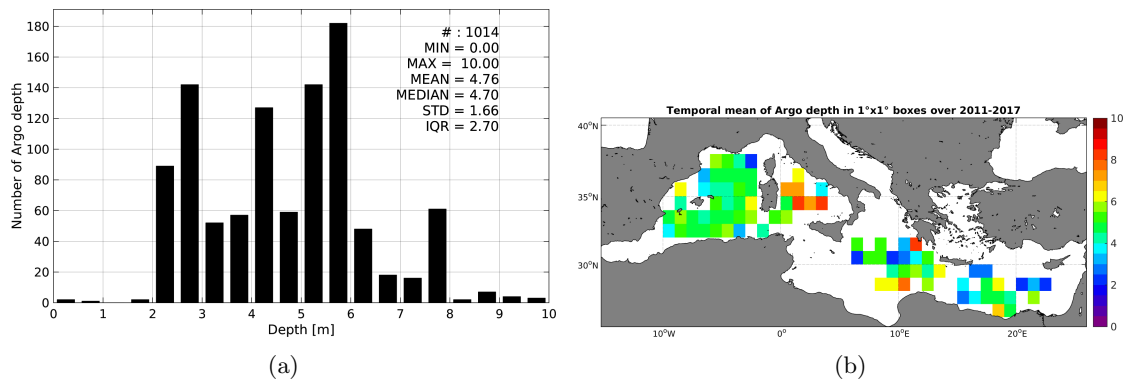 # : 1014
MIN = 0.00
MAX = 10.00
MEAN = 4.76
MEDIAN = 4.70
STD = 1.66
IQR = 2.70
180
160
140
120
100
80
60
40
20
0
Number of Argo depth
0 1 2 3 4 5 6 7 8 9 10
Depth [m]
(a)
Temporal mean of Argo depth in 1°x1° boxes over 2011-2017
40°N
35°N
30°N
10°W 0° 10°E 20°E
10
8
6
4
2
0
(b)